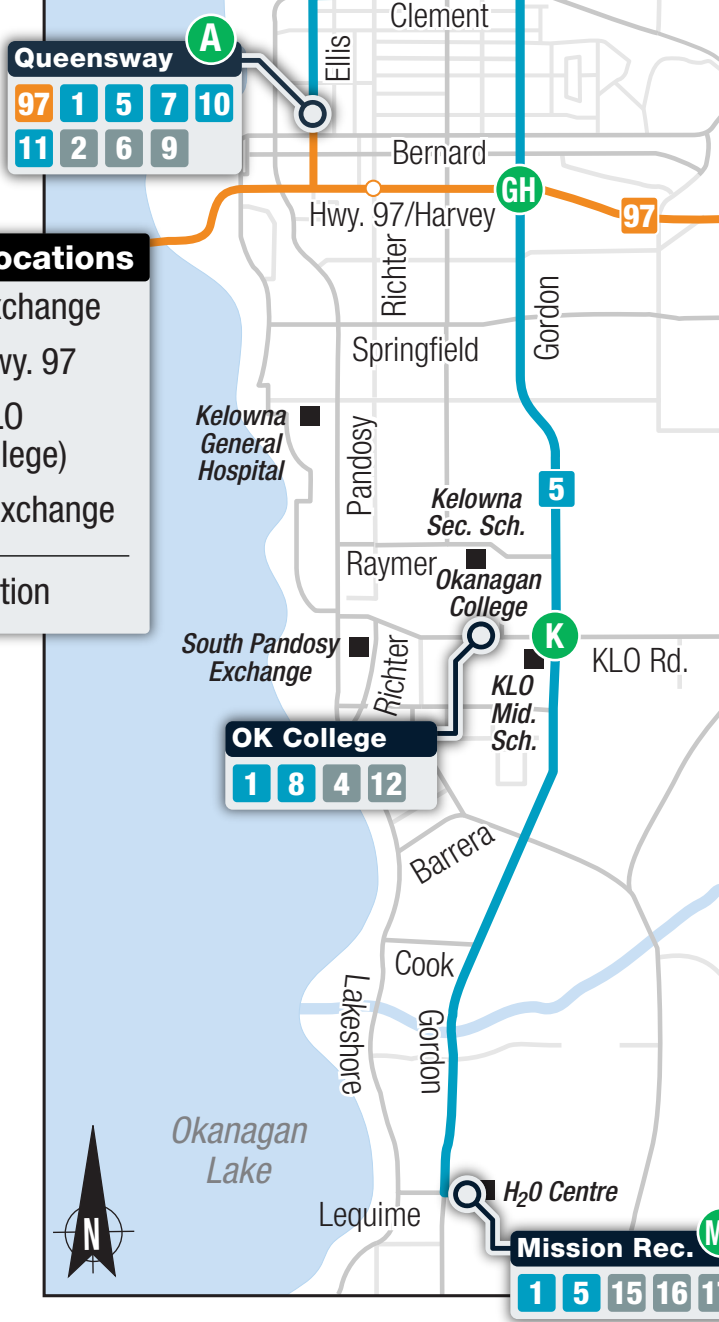 Clement
A
Queensway
Ellis
97 1 5 7 10
11 2 6 9
Bernard
GH
Hwy. 97/Harvey
97
Richter
Gordon
ocations
xchange
wy. 97
LO
lege)
xchange
tion
Springfield
Kelowna
General
Hospital
Pandosy
5
Kelowna
Sec. Sch.
Raymer
Okanagan
College
K
South Pandosy
Exchange
Richter
KLO Rd.
KLO
Mid.
Sch.
OK College
1 8 4 12
Barrera
Cook
Lakeshore
Gordon
Okanagan
Lake
H20 Centre
Lequime
N
M
Mission Rec.
1 5 15 16